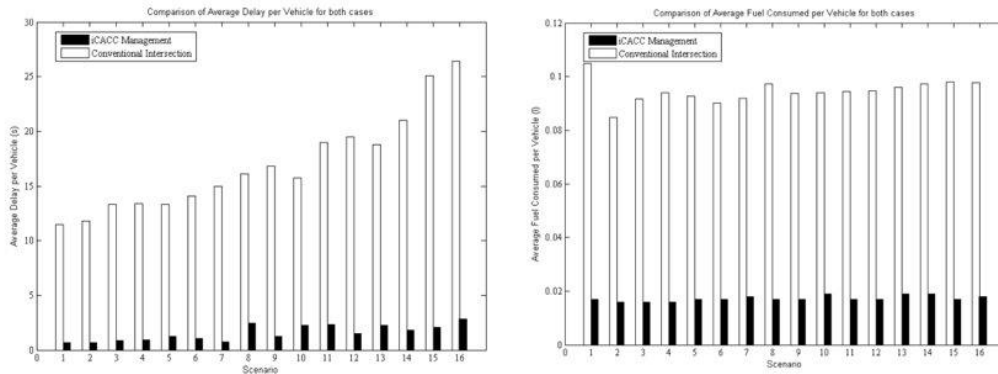 Comparison of Average Delay per Vehicle for both cases
iCACC Management
Conventional Intersection
Average Delay per Vehicle (s)
30
25
20
15
10
5
0
0 1 2 3 4 5 6 7 8 9 10 11 12 13 14 15 16
Scenario
Comparison of Average Fuel Consumed per Vehicle for both cases
iCACC Management
Conventional Intersection
Average Fuel Consumed per Vehicle (l)
0.12
0.1
0.08
0.06
0.04
0.02
0
0 1 2 3 4 5 6 7 8 9 10 11 12 13 14 15 16
Scenario